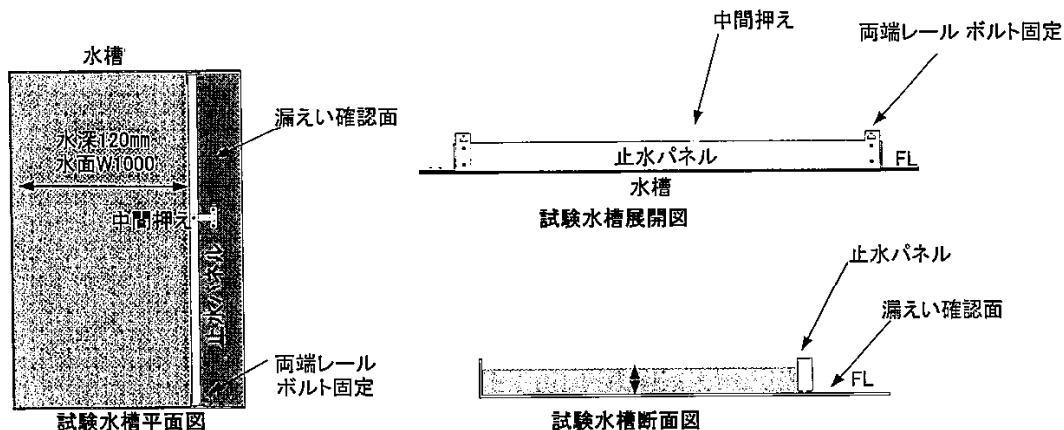 水槽
漏えい確認面
水深120mm
水面W1000
中間押え
止水パネル
両端レール
ボルト固定
試験水槽平面図
中間押え
両端レール ボルト固定
止水パネル
FL
水槽
試験水槽展開図
止水パネル
漏えい確認面
FL
試験水槽断面図